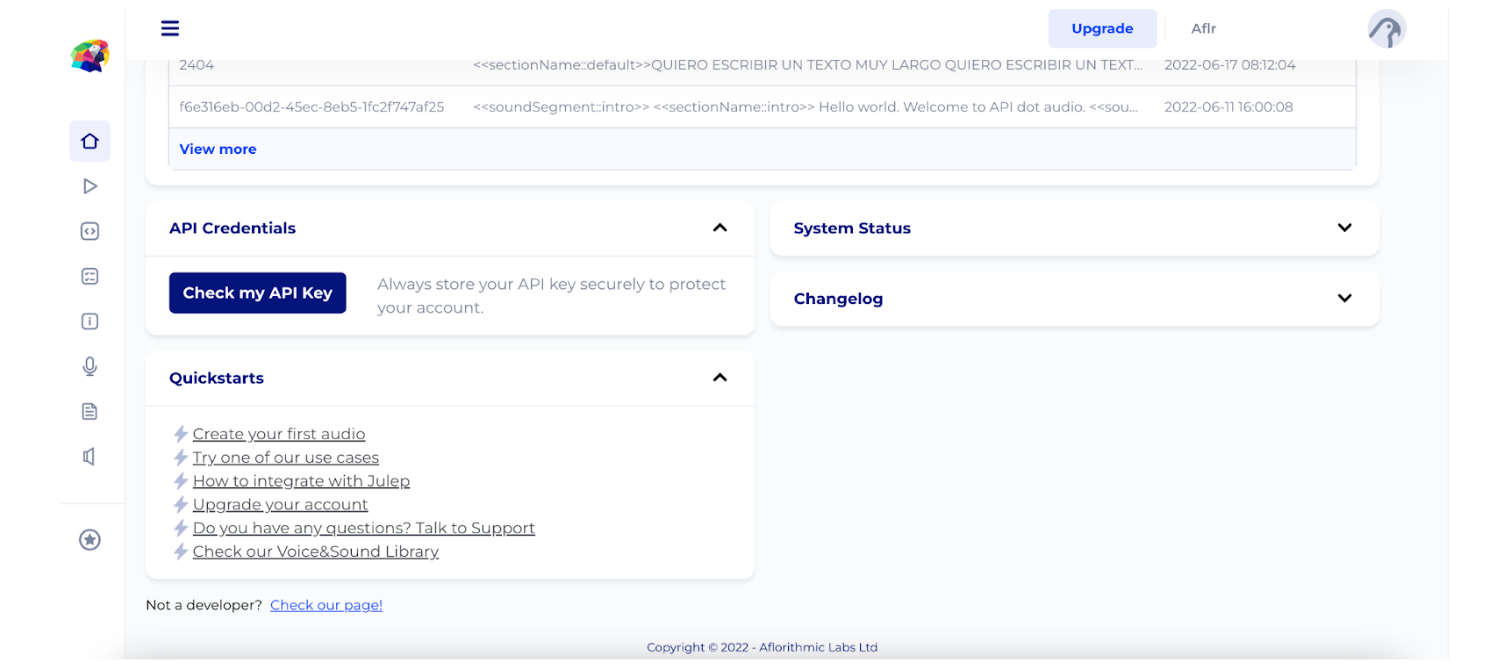 Upgrade
Aflr
2404 <<sectionName::default>>QUIERO ESCRIBIR UN TEXTO MUY LARGO QUIERO ESCRIBIR UN TEXT... 2022-06-17 08:12:04
f6e316eb-00d2-45ec-8eb5-1fc2f747af25 <<soundSegment::intro>> <<sectionName::intro>> Hello world. Welcome to API dot audio. <<sou... 2022-06-11 16:00:08
View more
API Credentials
Check my API Key
Always store your API key securely to protect
your account.
System Status
Changelog
Quickstarts
Create your first audio
Try one of our use cases
How to integrate with Julep
Upgrade your account
Do you have any questions? Talk to Support
Check our Voice&Sound Library
Not a developer? Check our page!
Copyright © 2022 - Aflorithmic Labs Ltd